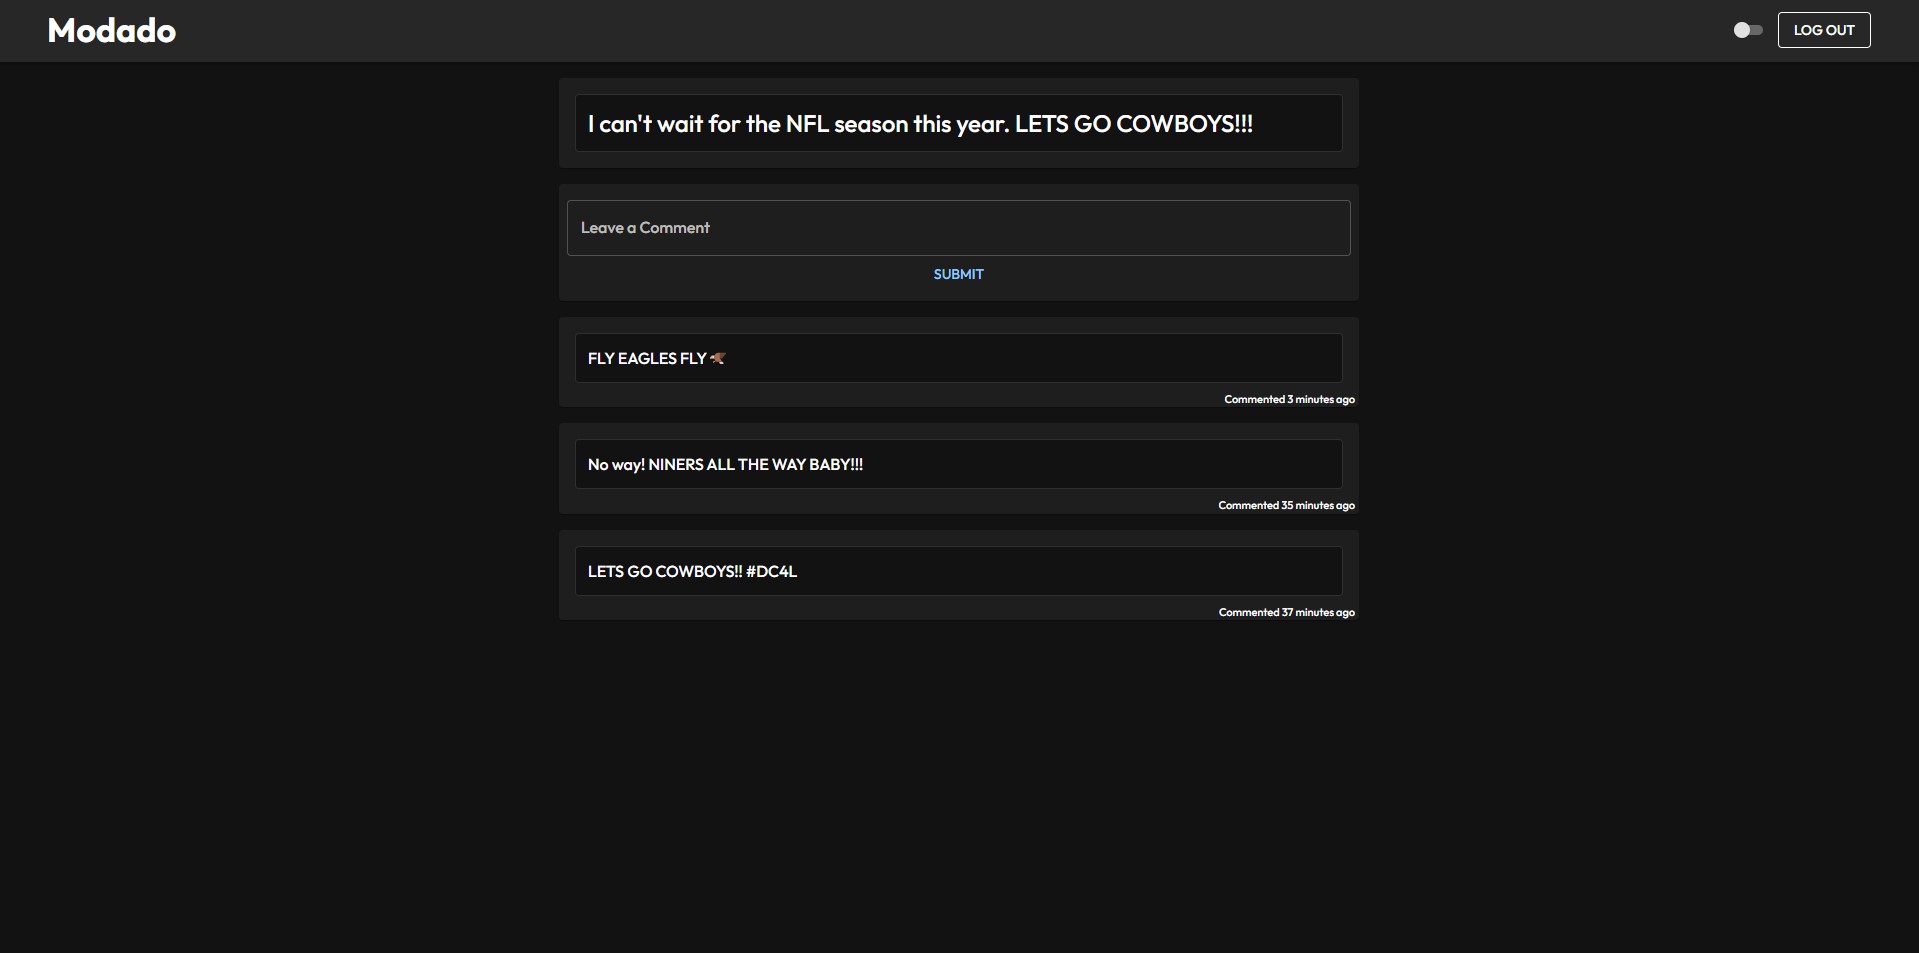 Modado
LOG OUT
I can't wait for the NFL season this year. LETS GO COWBOYS!!!
Leave a Comment
SUBMIT
FLY EAGLES FLY 🦅
Commented 3 minutes ago
No way! NINERS ALL THE WAY BABY!!!
Commented 35 minutes ago
LETS GO COWBOYS!! #DC4L
Commented 37 minutes ago